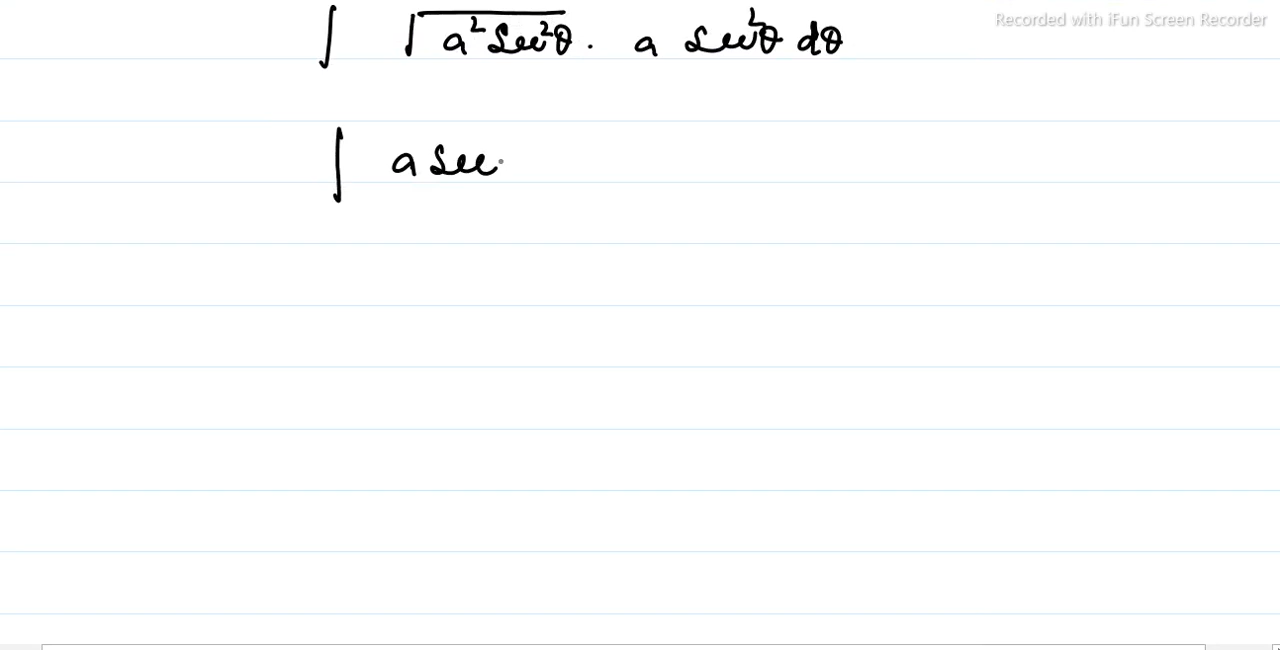 Recorded with iFun Screen Recorder
∫ √(a² sec²θ) · a sec²θ dθ
∫ a sec